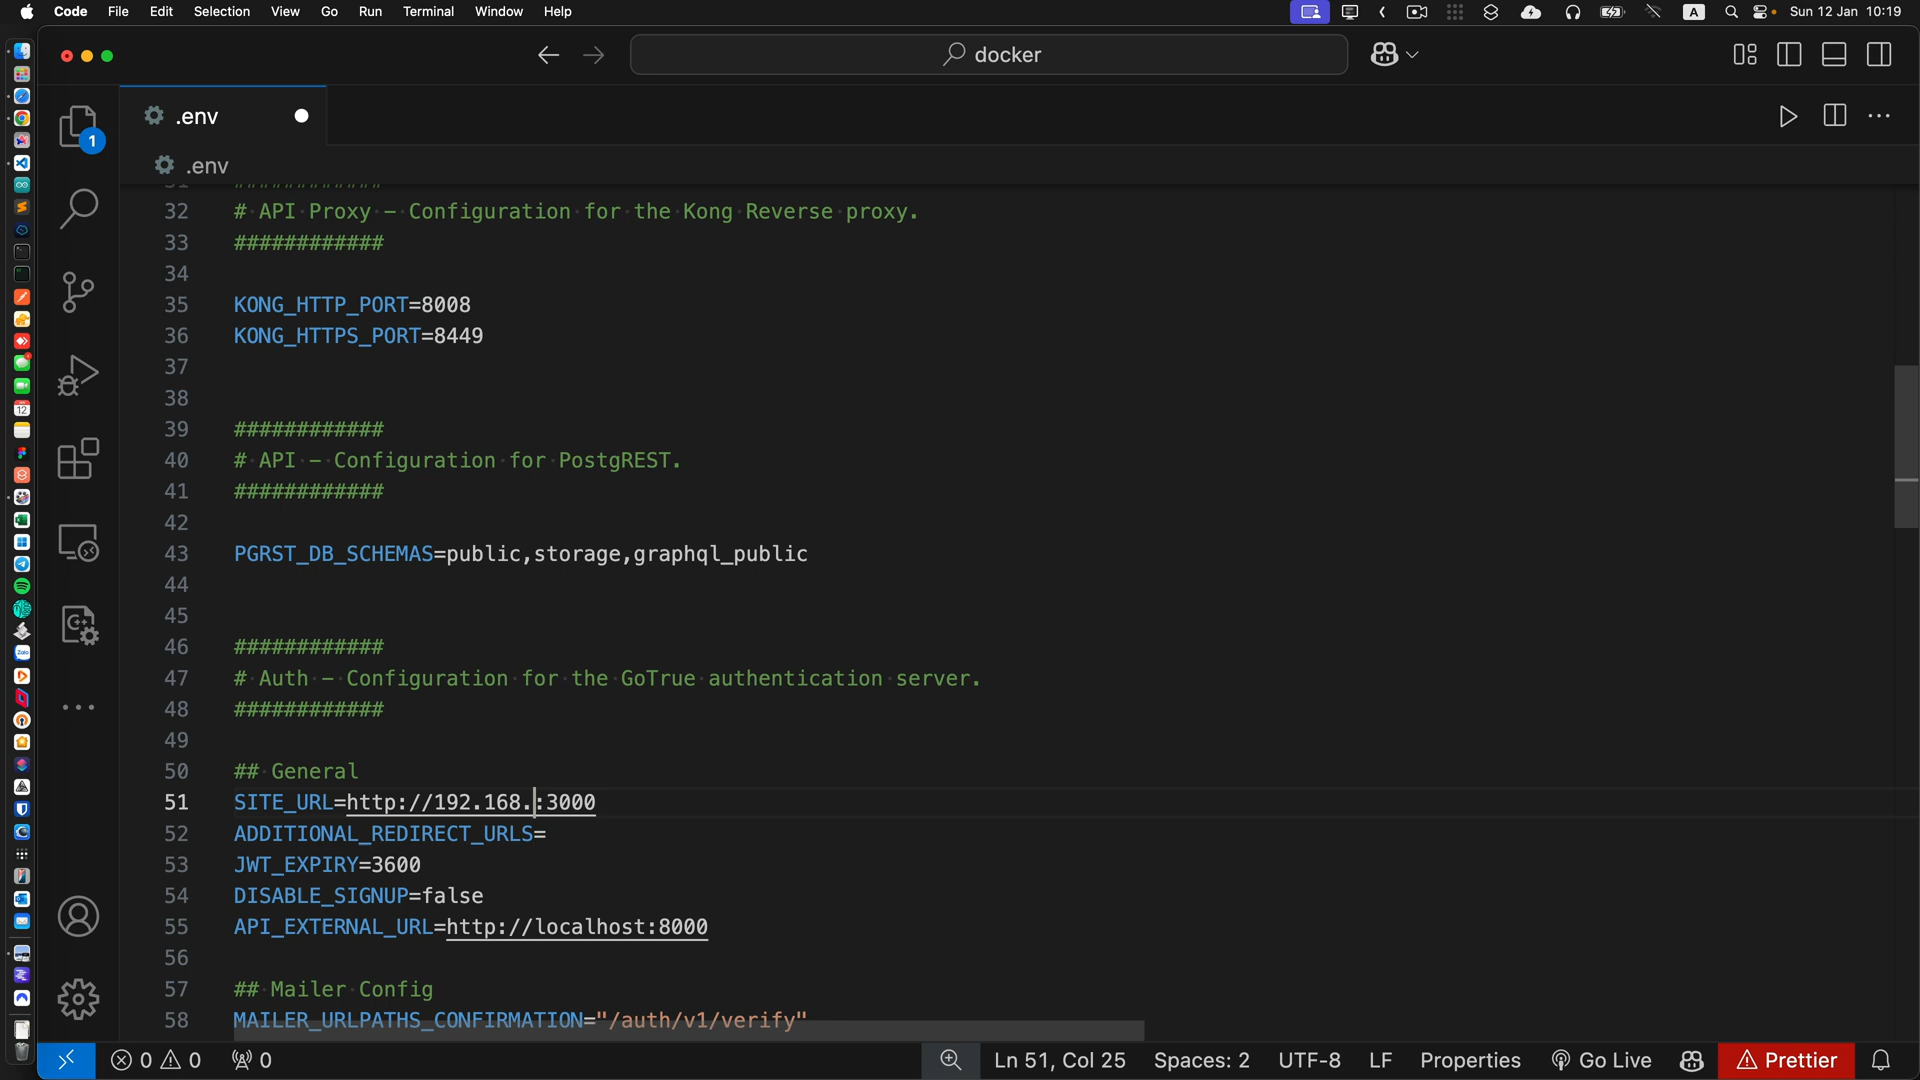 Code File Edit Selection View Go Run Terminal Window Help A Sun 12 Jan 10:19
docker
.env
1
.env
32 # API Proxy - Configuration for the Kong Reverse proxy.
33 ############
34
35 KONG_HTTP_PORT=8008
36 KONG_HTTPS_PORT=8449
37
38
39 ############
40 # API - Configuration for PostgREST.
41 ############
42
43 PGRST_DB_SCHEMAS=public,storage,graphql_public
44
45
46 ############
47 # Auth - Configuration for the GoTrue authentication server.
48 ############
49
50 ## General
51 SITE_URL=http://192.168.:3000
52 ADDITIONAL_REDIRECT_URLS=
53 JWT_EXPIRY=3600
54 DISABLE_SIGNUP=false
55 API_EXTERNAL_URL=http://localhost:8000
56
57 ## Mailer Config
58 MAILER_URLPATHS_CONFIRMATION="/auth/v1/verify"
0 0 0 Ln 51, Col 25 Spaces: 2 UTF-8 LF Properties Go Live Prettier